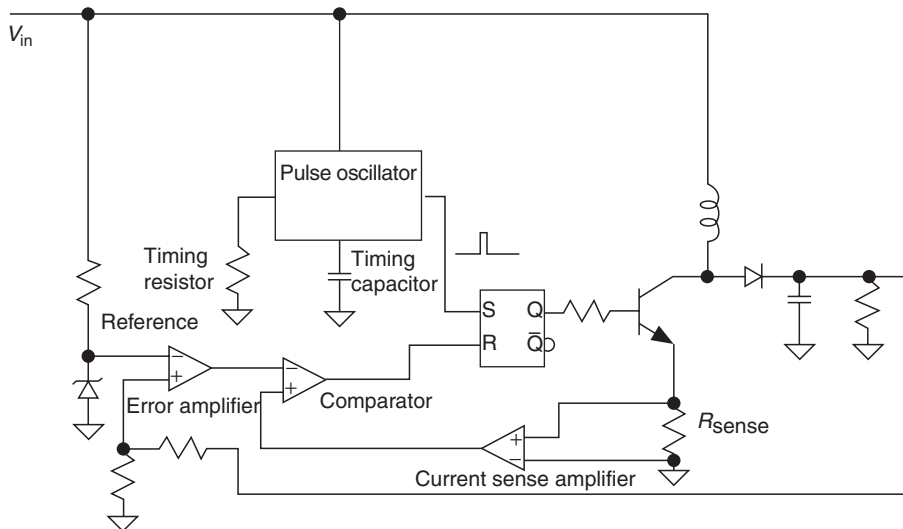 V_in
Pulse oscillator
Timing
resistor
Timing
capacitor
Reference
S Q
R Q̅
− +
− +
Error amplifier
Comparator
+ −
R_sense
Current sense amplifier